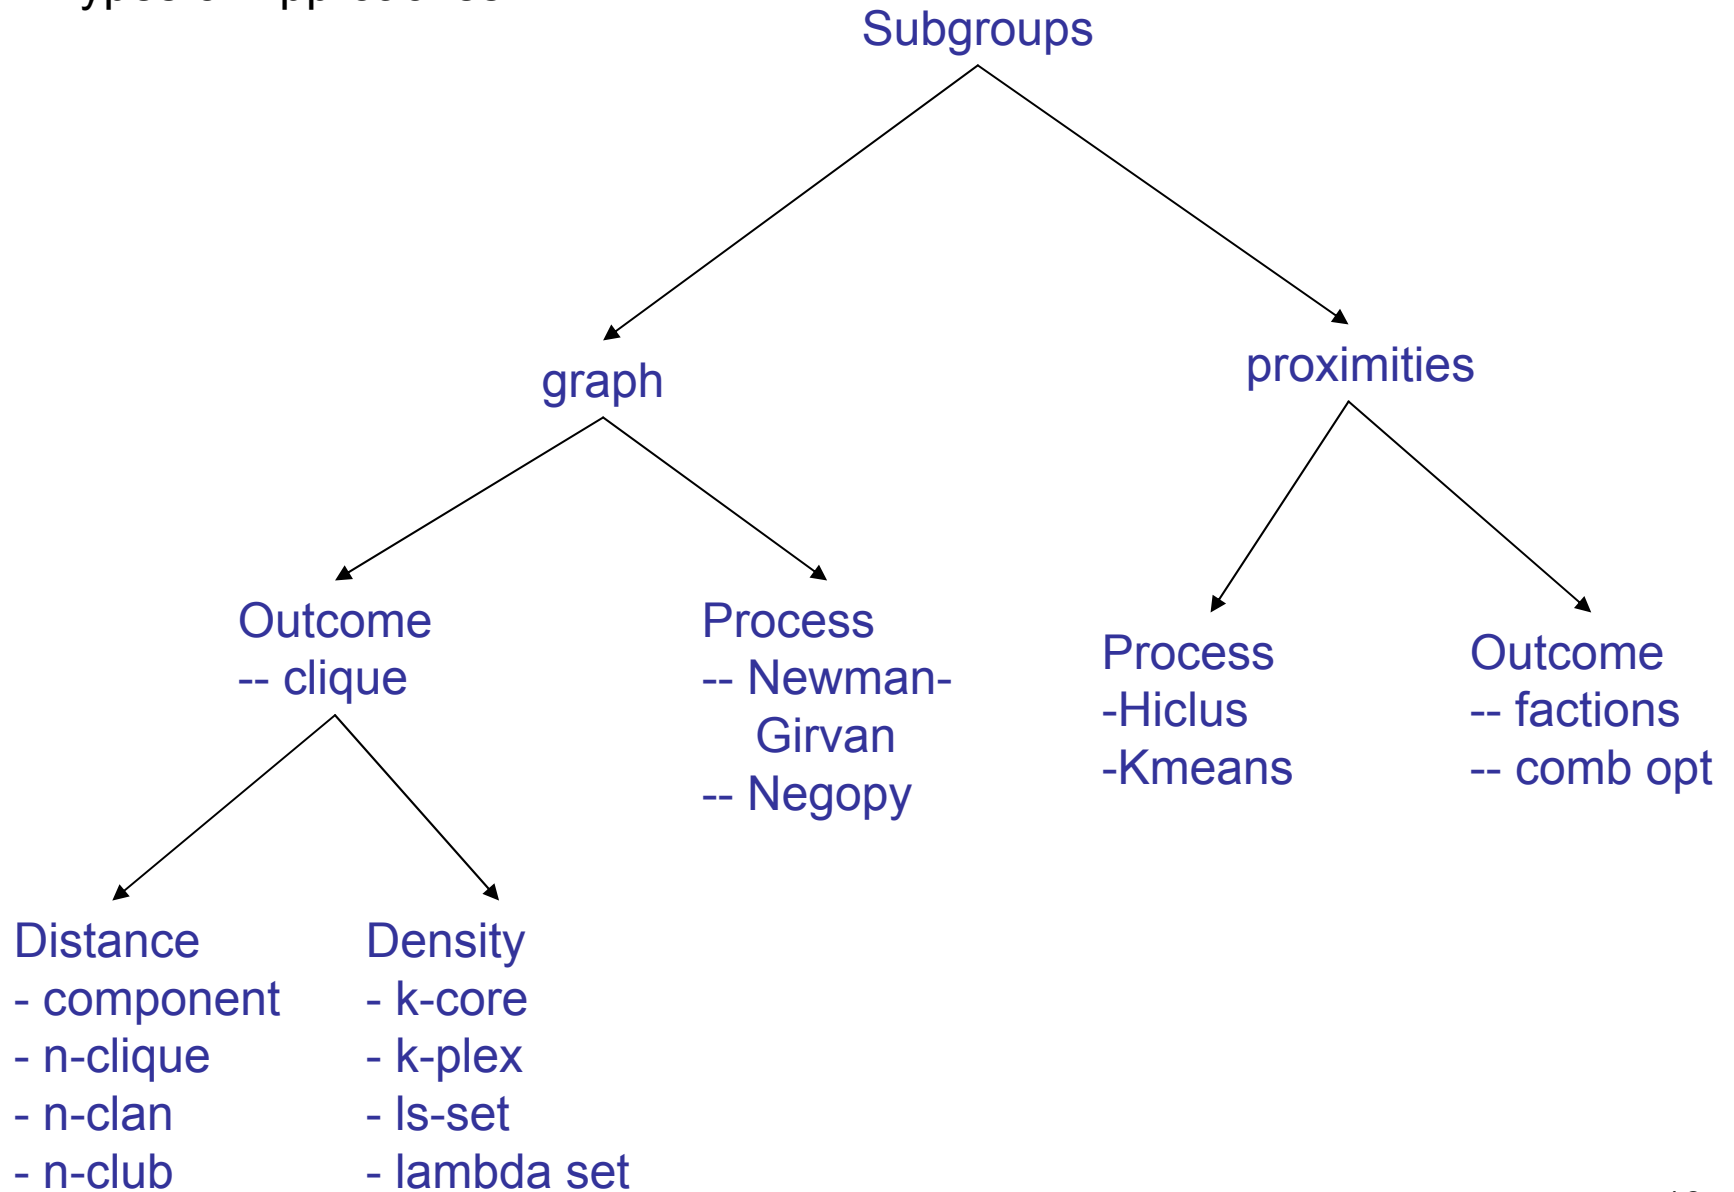 Subgroups
graph
proximities
Outcome
-- clique
Process
-- Newman-
Girvan
-- Negopy
Process
-Hiclus
-Kmeans
Outcome
-- factions
-- comb opt
Distance
- component
- n-clique
- n-clan
- n-club
Density
- k-core
- k-plex
- ls-set
- lambda set